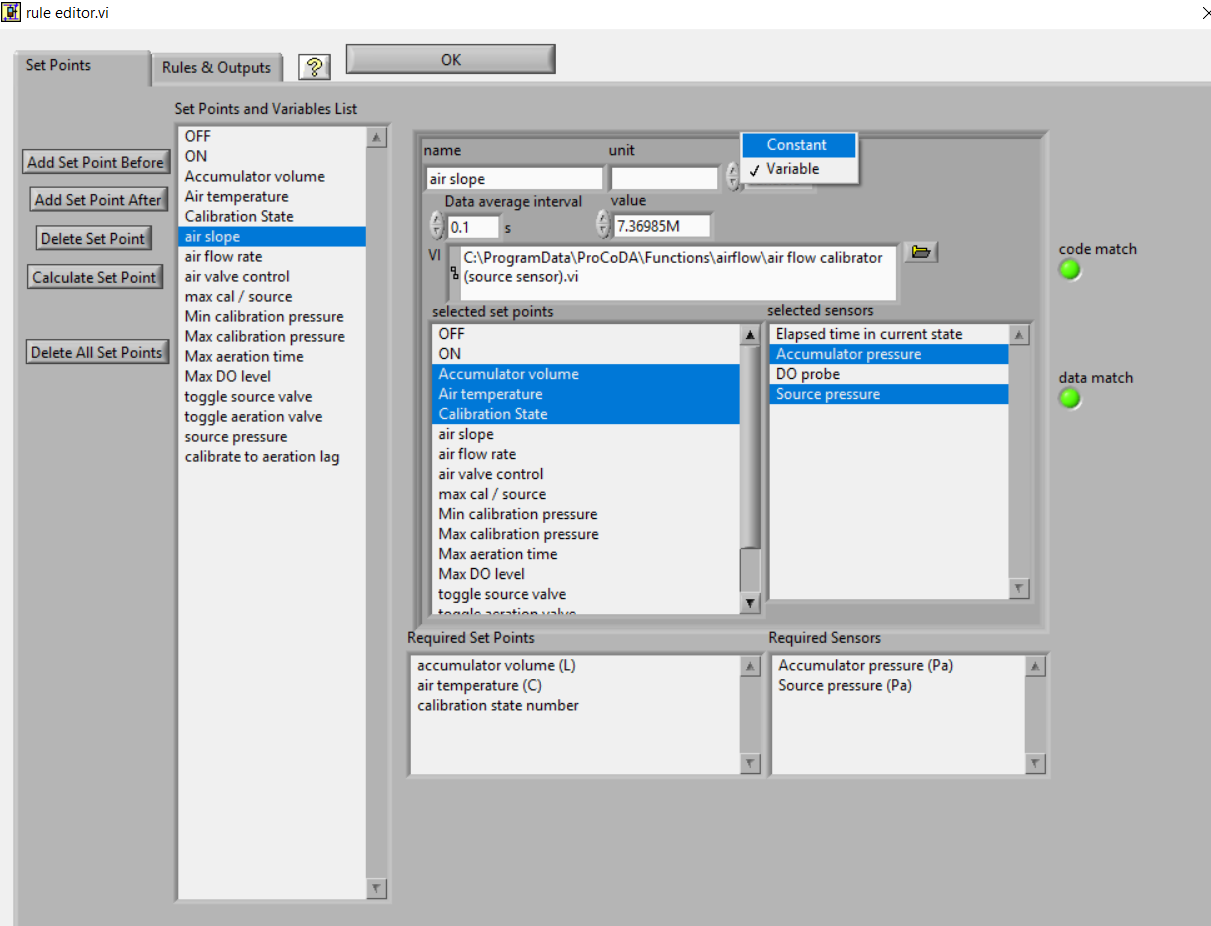 rule editor.vi
Set Points
Rules & Outputs
?
OK
Set Points and Variables List
Add Set Point Before
Add Set Point After
Delete Set Point
Calculate Set Point
Delete All Set Points
OFF
ON
Accumulator volume
Air temperature
Calibration State
air slope
air flow rate
air valve control
max cal / source
Min calibration pressure
Max calibration pressure
Max aeration time
Max DO level
toggle source valve
toggle aeration valve
source pressure
calibrate to aeration lag
name
unit
Constant
✓ Variable
air slope
Data average interval
value
0.1
s
7.36985M
VI
C:\ProgramData\ProCoDA\Functions\airflow\air flow calibrator
(source sensor).vi
selected set points
OFF
ON
Accumulator volume
Air temperature
Calibration State
air slope
air flow rate
air valve control
max cal / source
Min calibration pressure
Max calibration pressure
Max aeration time
Max DO level
toggle source valve
toggle aeration valve
selected sensors
Elapsed time in current state
Accumulator pressure
DO probe
Source pressure
code match
data match
Required Set Points
accumulator volume (L)
air temperature (C)
calibration state number
Required Sensors
Accumulator pressure (Pa)
Source pressure (Pa)